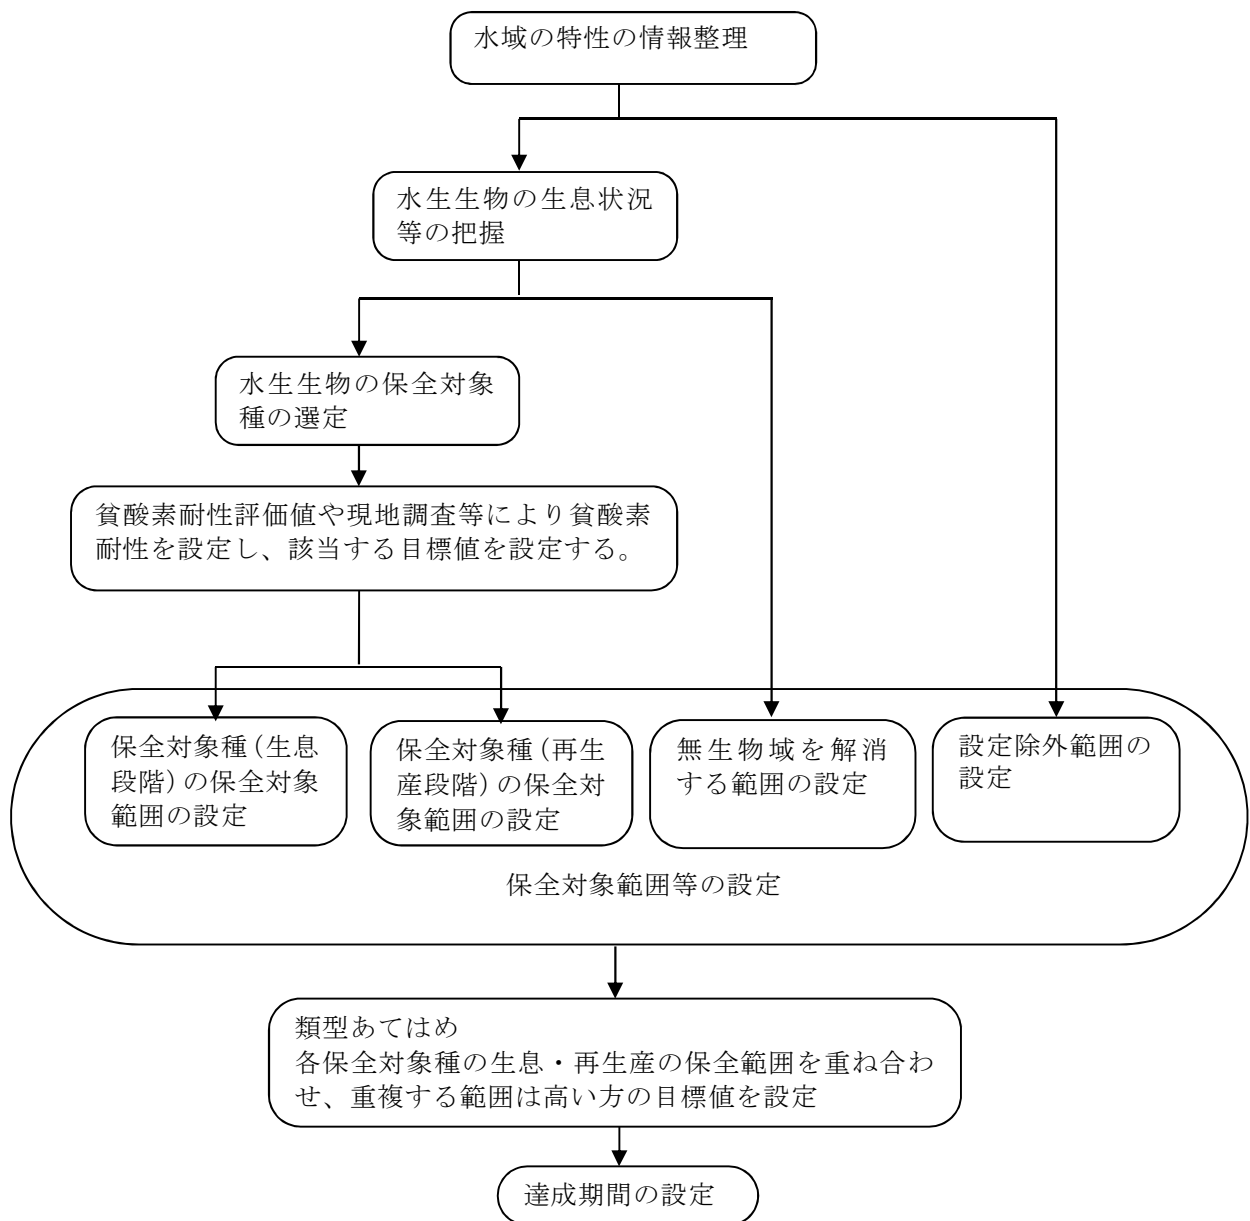 水域の特性の情報整理
水生生物の生息状況
等の把握
水生生物の保全対象
種の選定
貧酸素耐性評価値や現地調査等により貧酸素
耐性を設定し、該当する目標値を設定する。
保全対象種(生息
段階)の保全対象
範囲の設定
保全対象種(再生
産段階)の保全対
象範囲の設定
無生物域を解消
する範囲の設定
設定除外範囲の
設定
保全対象範囲等の設定
類型あてはめ
各保全対象種の生息・再生産の保全範囲を重ね合わ
せ、重複する範囲は高い方の目標値を設定
達成期間の設定